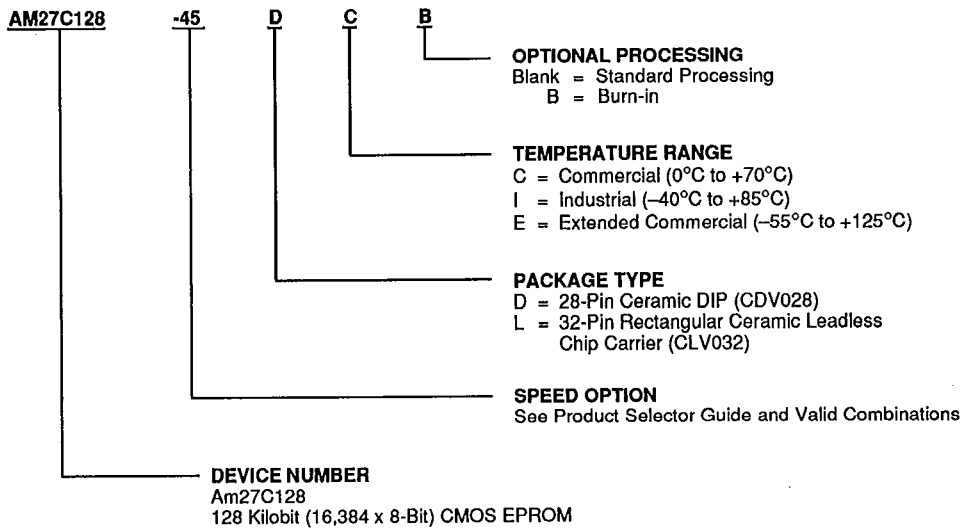 AM27C128 -45 D C B
OPTIONAL PROCESSING
Blank = Standard Processing
B = Burn-in
TEMPERATURE RANGE
C = Commercial (0°C to +70°C)
I = Industrial (–40°C to +85°C)
E = Extended Commercial (–55°C to +125°C)
PACKAGE TYPE
D = 28-Pin Ceramic DIP (CDV028)
L = 32-Pin Rectangular Ceramic Leadless
Chip Carrier (CLV032)
SPEED OPTION
See Product Selector Guide and Valid Combinations
DEVICE NUMBER
Am27C128
128 Kilobit (16,384 x 8-Bit) CMOS EPROM